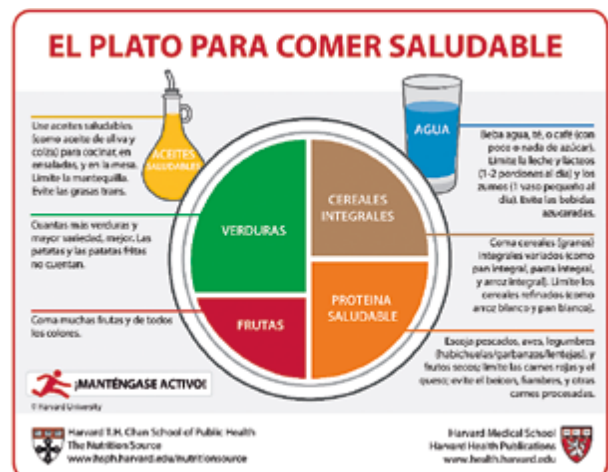 EL PLATO PARA COMER SALUDABLE
Use aceites saludables
(como aceite de oliva y
colza) para cocinar, en
ensaladas, y en la mesa.
Limite la mantequilla.
Evite las grasas trans.
ACEITES
SALUDABLES
AGUA
Beba agua, té, o café (con
poco o nada de azúcar).
Limite la leche y lácteos
(1-2 porciones al día) y los
zumos (1 vaso pequeño al
día). Evite las bebidas
azucaradas.
VERDURAS
CEREALES
INTEGRALES
Cuantas más verduras y
mayor variedad, mejor. Las
patatas y las patatas fritas
no cuentan.
Coma cereales (granos)
integrales variados (como
pan integral, pasta integral,
y arroz integral). Limite los
cereales refinados (como
arroz blanco y pan blanco).
FRUTAS
PROTEINA
SALUDABLE
Coma muchas frutas y de todos
los colores.
Escoja pescados, aves, legumbres
(habichuelas/garbanzos/lentejas), y
frutos secos; limite las carnes rojas y el
queso; evite el beicon, fiambres, y otras
carnes procesadas.
¡MANTÉNGASE ACTIVO!
© Harvard University
Harvard T.H. Chan School of Public Health
The Nutrition Source
www.hsph.harvard.edu/nutritionsource
Harvard Medical School
Harvard Health Publications
www.health.harvard.edu